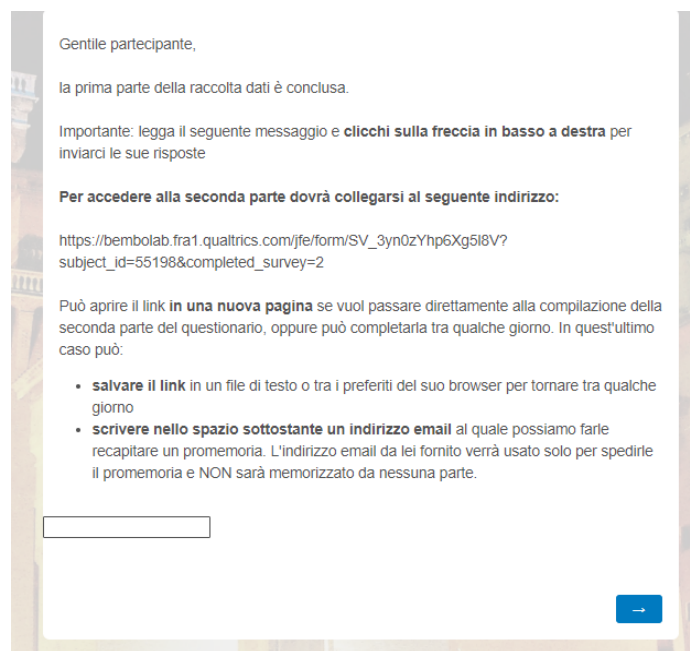 Gentile partecipante,
la prima parte della raccolta dati è conclusa.
Importante: legga il seguente messaggio e clicchi sulla freccia in basso a destra per
inviarci le sue risposte
Per accedere alla seconda parte dovrà collegarsi al seguente indirizzo:
https://bembolab.fra1.qualtrics.com/jfe/form/SV_3yn0zYhp6Xg5l8V?
subject_id=55198&completed_survey=2
Può aprire il link in una nuova pagina se vuol passare direttamente alla compilazione della
seconda parte del questionario, oppure può completarla tra qualche giorno. In quest'ultimo
caso può:
• salvare il link in un file di testo o tra i preferiti del suo browser per tornare tra qualche
giorno
• scrivere nello spazio sottostante un indirizzo email al quale possiamo farle
recapitare un promemoria. L'indirizzo email da lei fornito verrà usato solo per spedirle
il promemoria e NON sarà memorizzato da nessuna parte.
→